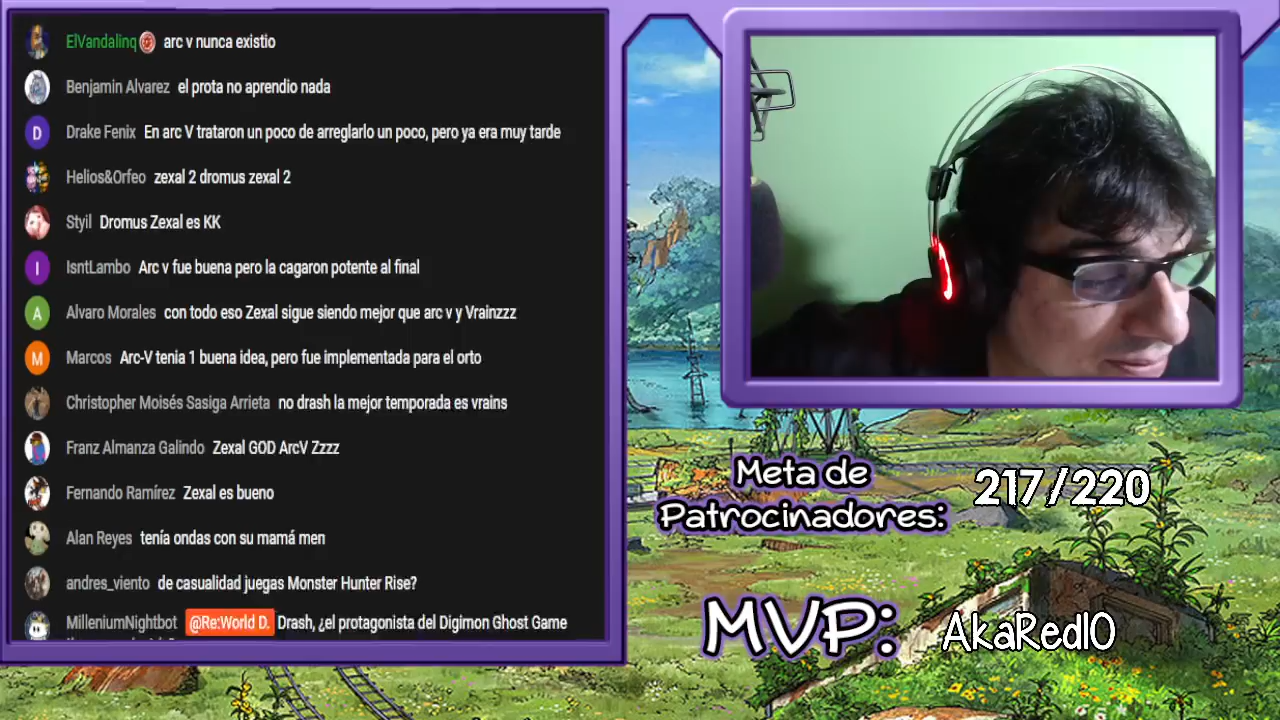 ElVandalinq arc v nunca existio
Benjamin Alvarez el prota no aprendio nada
D Drake Fenix En arc V trataron un poco de arreglarlo un poco, pero ya era muy tarde
Helios&Orfeo zexal 2 dromus zexal 2
Styil Dromus Zexal es KK
I IsntLambo Arc v fue buena pero la cagaron potente al final
A Alvaro Morales con todo eso Zexal sigue siendo mejor que arc v y Vrainzzz
M Marcos Arc-V tenia 1 buena idea, pero fue implementada para el orto
Christopher Moisés Sasiga Arrieta no drash la mejor temporada es vrains
Franz Almanza Galindo Zexal GOD ArcV Zzzz
Fernando Ramírez Zexal es bueno
Alan Reyes tenía ondas con su mamá men
andres_viento de casualidad juegas Monster Hunter Rise?
MilleniumNightbot @Re:World D. Drash, ¿el protagonista del Digimon Ghost Game
Meta de
Patrocinadores: 217/220
MVP: AkaRed10